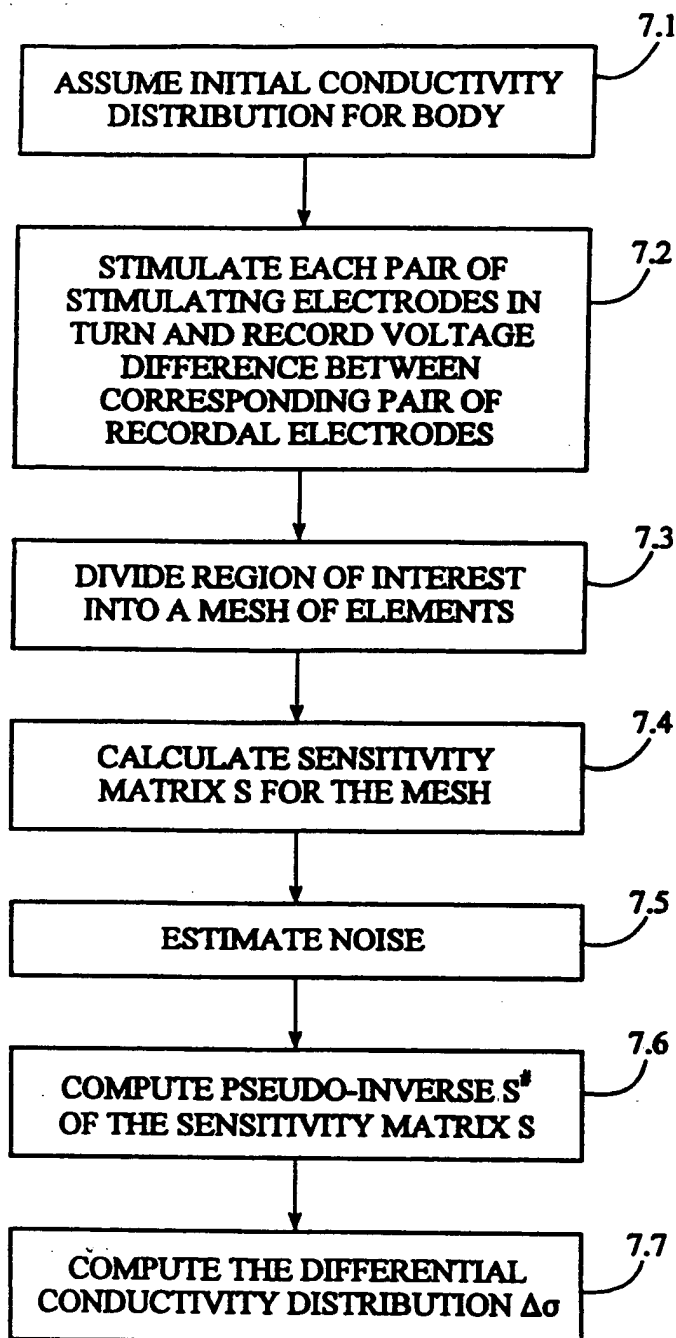 7.1
ASSUME INITIAL CONDUCTIVITY
DISTRIBUTION FOR BODY
7.2
STIMULATE EACH PAIR OF
STIMULATING ELECTRODES IN
TURN AND RECORD VOLTAGE
DIFFERENCE BETWEEN
CORRESPONDING PAIR OF
RECORDAL ELECTRODES
7.3
DIVIDE REGION OF INTEREST
INTO A MESH OF ELEMENTS
7.4
CALCULATE SENSITIVITY
MATRIX S FOR THE MESH
7.5
ESTIMATE NOISE
7.6
COMPUTE PSEUDO-INVERSE S#
OF THE SENSITIVITY MATRIX S
7.7
COMPUTE THE DIFFERENTIAL
CONDUCTIVITY DISTRIBUTION Δσ